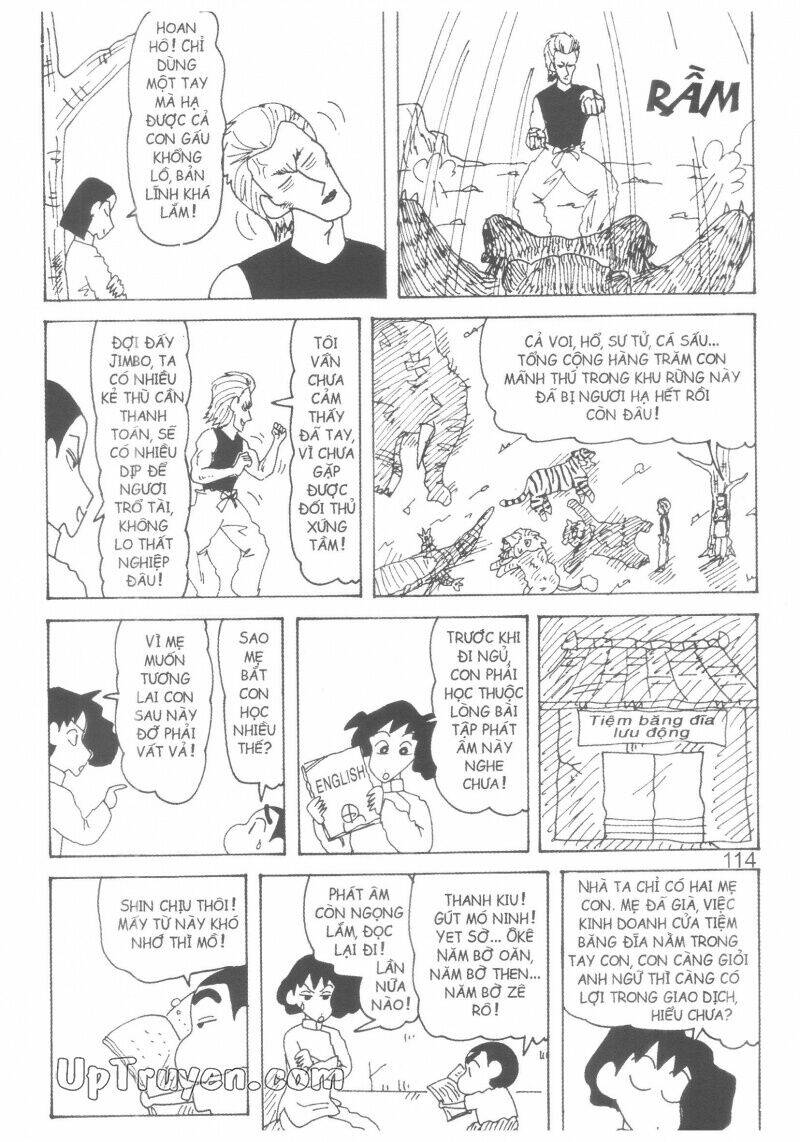 HOAN
HÔ! CHỈ
DÙNG
MỘT TAY
MÀ HẠ
ĐƯỢC CẢ
CON GẤU
KHỔNG
LỒ, BẢN
LĨNH KHÁ
LẮM!
RẦM
ĐỢI ĐẤY
JIMBO, TA
CÓ NHIỀU
KẺ THÙ CẦN
THANH
TOÁN, SẼ
CÓ NHIỀU
DỊP ĐỂ
NGƯƠI
TRỔ TÀI,
KHÔNG
LO THẤT
NGHIỆP
ĐÂU!
TÔI
VẪN
CHƯA
CẢM
THẤY
ĐÃ TAY,
VÌ CHƯA
GẶP
ĐƯỢC
ĐỐI THỦ
XỨNG
TẦM!
CẢ VOI, HỔ, SƯ TỬ, CÁ SẤU...
TỔNG CỘNG HÀNG TRĂM CON
MÃNH THÚ TRONG KHU RỪNG NÀY
ĐÃ BỊ NGƯƠI HẠ HẾT RỒI
CÒN ĐÂU!
VÌ MẸ
MUỐN
TƯƠNG
LAI CON
SAU NÀY
ĐỠ PHẢI
VẤT VẢ!
SAO
MẸ
BẮT
CON
HỌC
NHIỀU
THẾ?
TRƯỚC KHI
ĐI NGỦ,
CON PHẢI
HỌC THUỘC
LÒNG BÀI
TẬP PHÁT
ÂM NÀY
NGHE
CHƯA!
ENGLISH
Tiệm băng đĩa
lưu động
114
SHIN CHỊU THÔI!
MẤY TỪ NÀY KHÓ
NHỚ THÌ MỒ!
PHÁT ÂM
CÒN NGỌNG
LẮM, ĐỌC
LẠI ĐI!
LẦN
NỮA
NÀO!
THANH KIU!
GÚT MÓ NINH!
YET SỜ... ÔKÊ
NĂM BỜ OĂN,
NĂM BỜ THEN...
NĂM BỜ ZÊ
RÔ!
NHÀ TA CHỈ CÓ HAI MẸ
CON. MẸ ĐÃ GIÀ, VIỆC
KINH DOANH CỬA TIỆM
BĂNG ĐĨA NẰM TRONG
TAY CON, CON CÀNG GIỎI
ANH NGỮ THÌ CÀNG CÓ
LỢI TRONG GIAO DỊCH,
HIỂU CHƯA?
UpTruyen.com